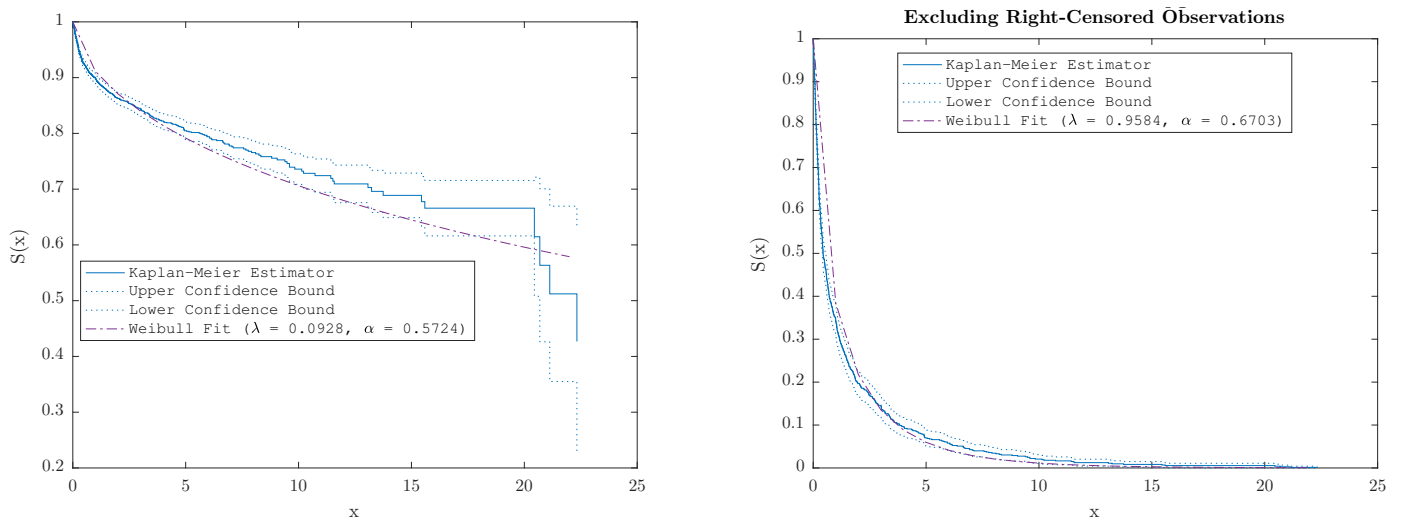 1
0.9
0.8
0.7
0.6
0.5
0.4
0.3
0.2
S(x)
Kaplan-Meier Estimator
Upper Confidence Bound
Lower Confidence Bound
Weibull Fit (λ = 0.0928, α = 0.5724)
0 5 10 15 20 25
x
Excluding Right-Censored Observations
1
0.9
0.8
0.7
0.6
0.5
0.4
0.3
0.2
0.1
0
S(x)
Kaplan-Meier Estimator
Upper Confidence Bound
Lower Confidence Bound
Weibull Fit (λ = 0.9584, α = 0.6703)
0 5 10 15 20 25
x